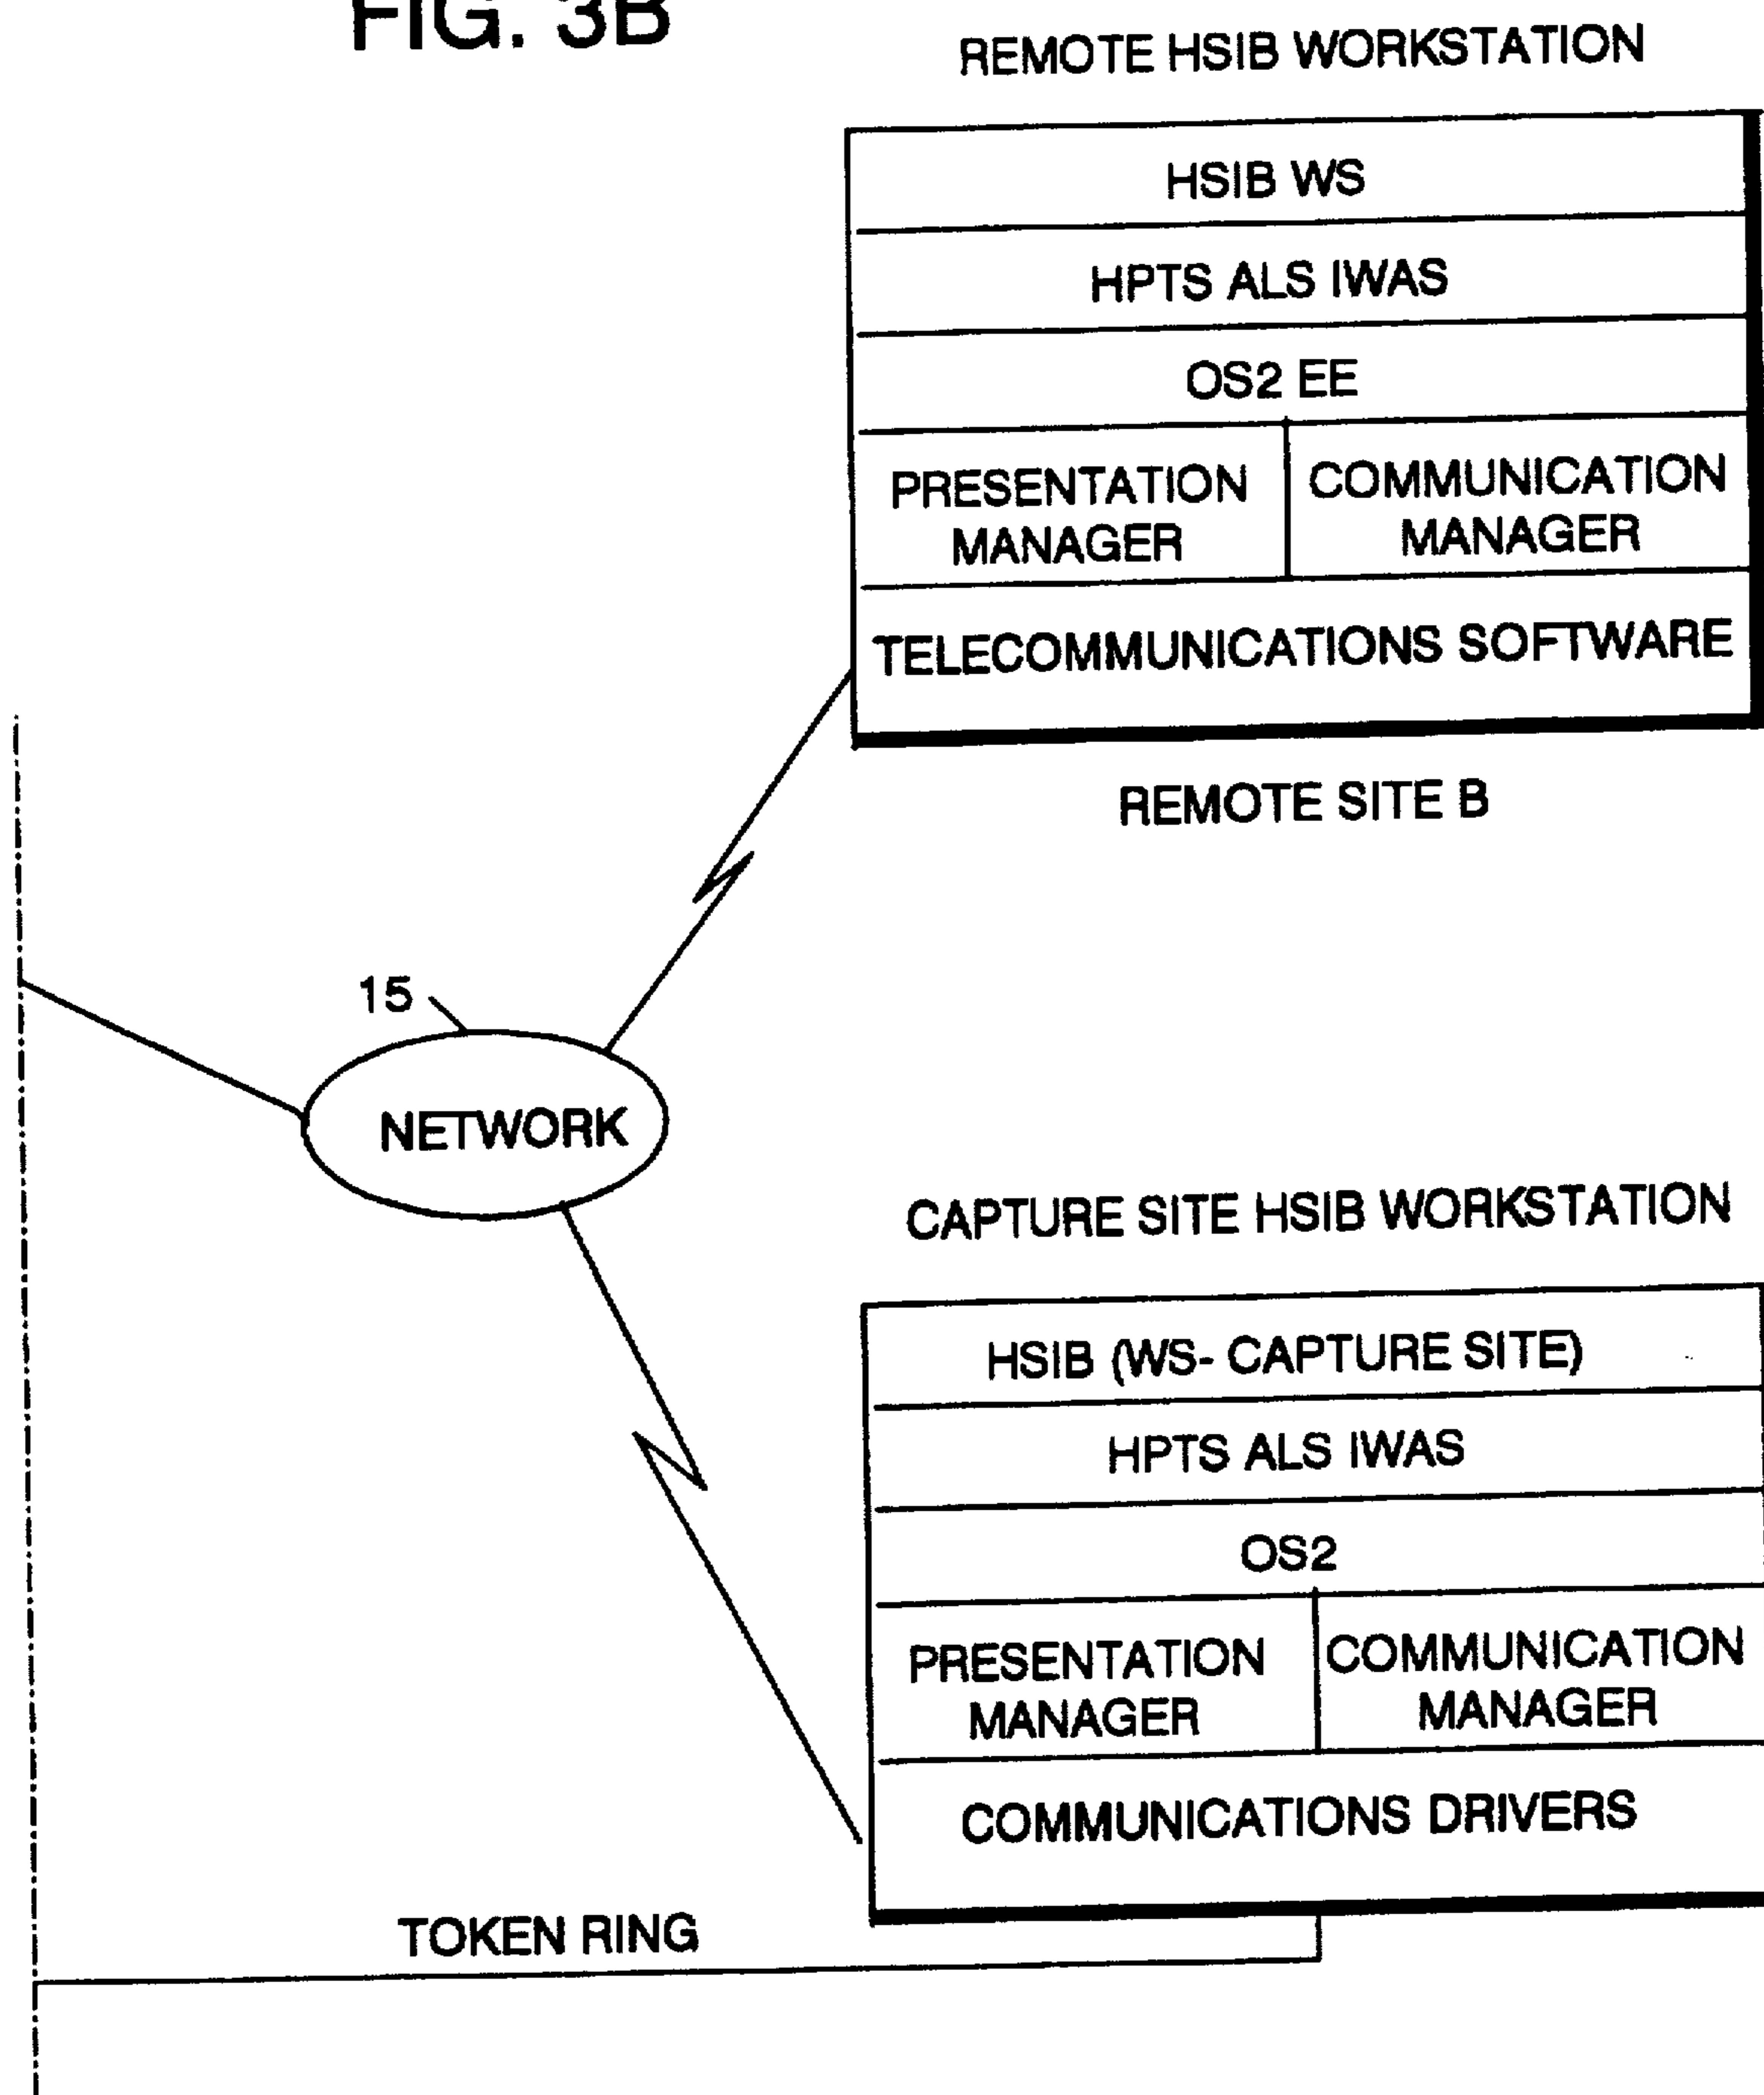 FIG. 3B
REMOTE HSIB WORKSTATION
HSIB WS
HPTS ALS IWAS
OS2 EE
PRESENTATION
MANAGER
COMMUNICATION
MANAGER
TELECOMMUNICATIONS SOFTWARE
REMOTE SITE B
15
NETWORK
CAPTURE SITE HSIB WORKSTATION
HSIB (WS- CAPTURE SITE)
HPTS ALS IWAS
OS2
PRESENTATION
MANAGER
COMMUNICATION
MANAGER
COMMUNICATIONS DRIVERS
TOKEN RING